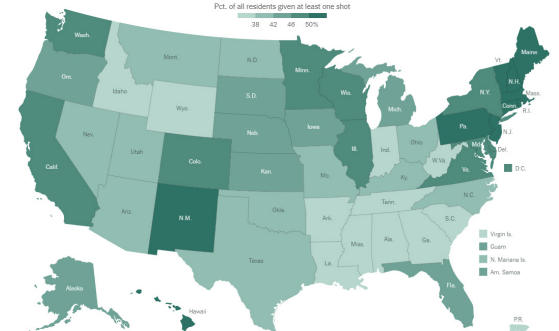 Pct. of all residents given at least one shot
38 42 46 50%
Wash.
Mont.
N.D.
Minn.
Maine
Vt.
N.H.
Ore.
Idaho
S.D.
Wis.
Mich.
N.Y.
Mass.
Conn.
R.I.
Wyo.
Iowa
Pa.
N.J.
Nev.
Neb.
Ill.
Ind.
Ohio
Md.
Del.
Utah
Colo.
W.Va.
Va.
D.C.
Calif.
Kan.
Mo.
Ky.
N.C.
Tenn.
Ariz.
N.M.
Okla.
Ark.
S.C.
Miss.
Ala.
Ga.
Texas
La.
Virgin Is.
Guam
N. Mariana Is.
Am. Samoa
Alaska
Fla.
Hawaii
P.R.